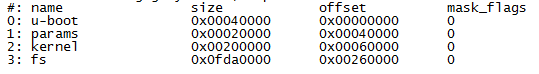 #: name size offset mask_flags
0: u-boot 0x00040000 0x00000000 0
1: params 0x00020000 0x00040000 0
2: kernel 0x00200000 0x00060000 0
3: fs 0x0fda0000 0x00260000 0